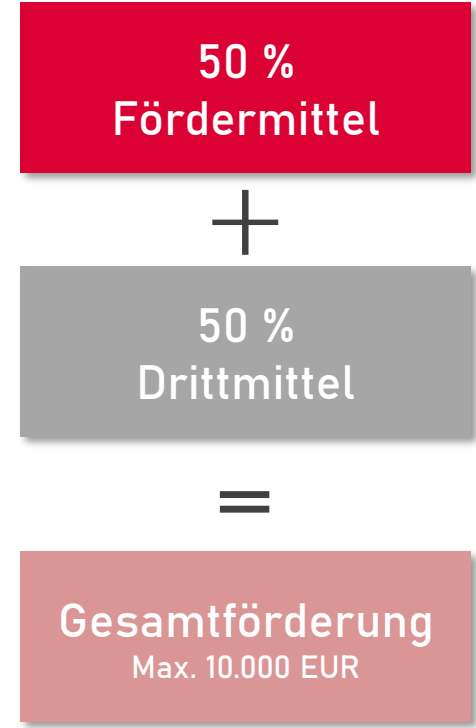 50 %
Fördermittel
+
50 %
Drittmittel
=
Gesamtförderung
Max. 10.000 EUR